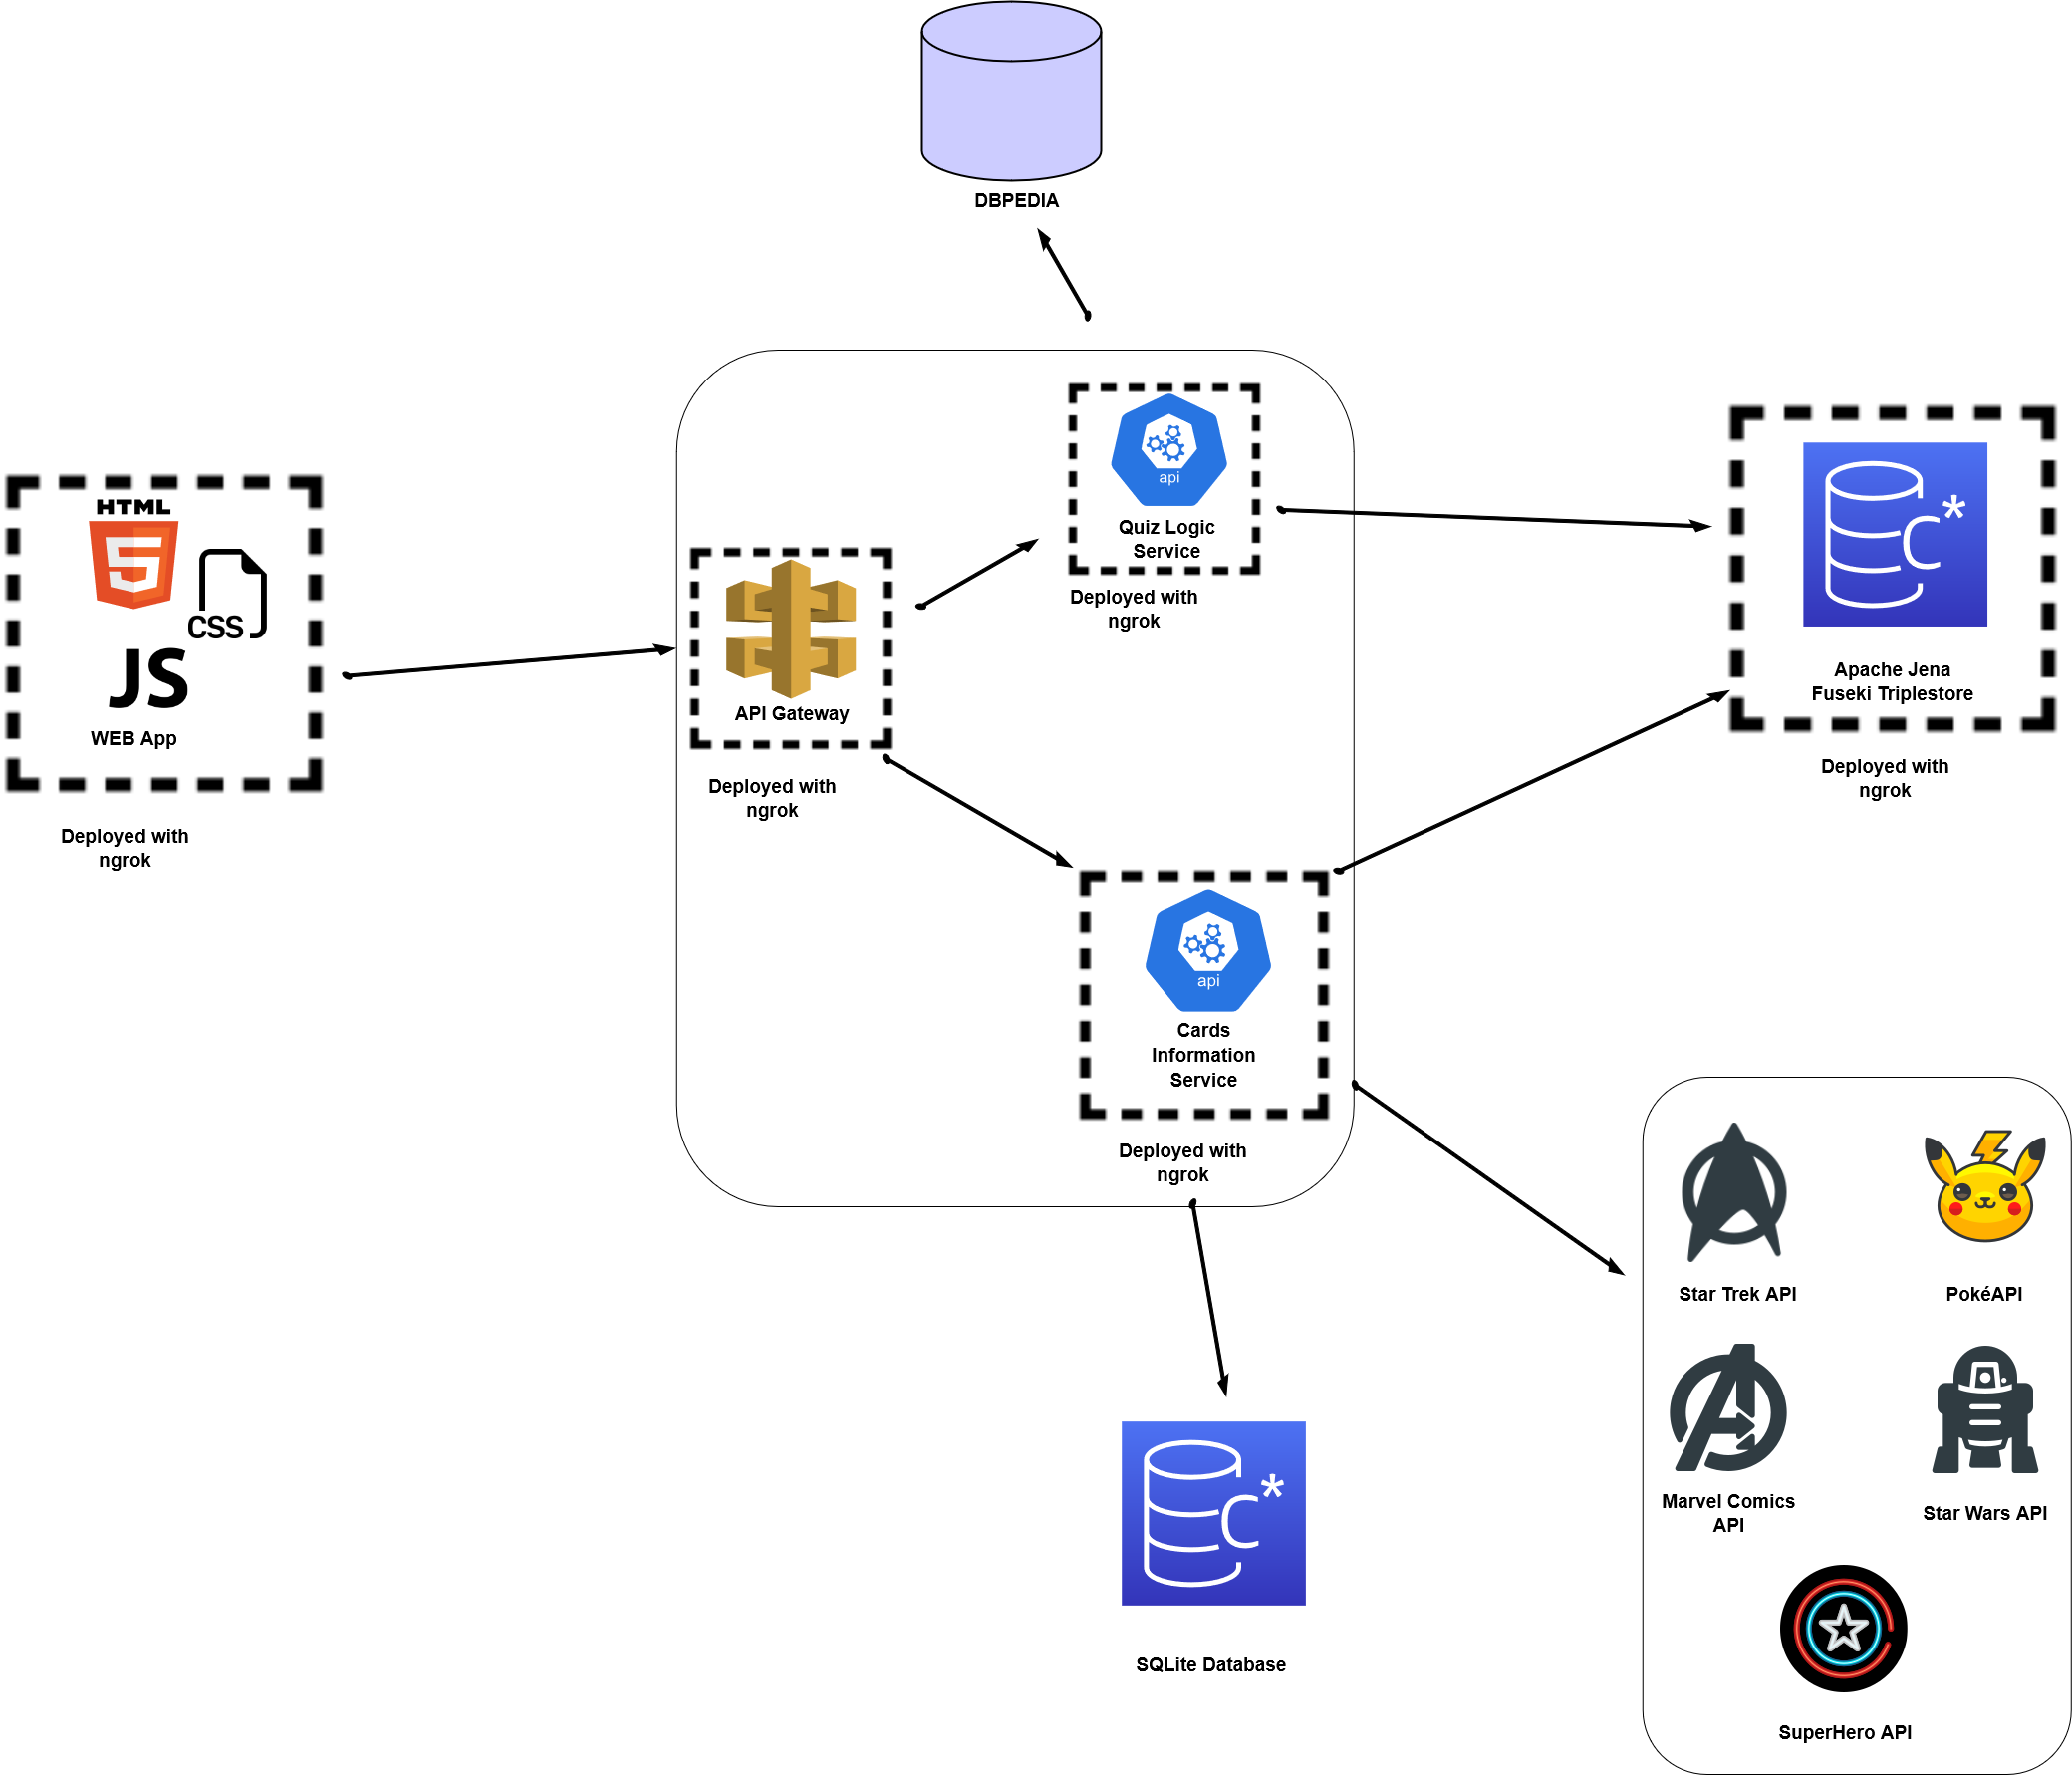 DBPEDIA
HTML
5
CSS
JS
WEB App
Deployed with
ngrok
API Gateway
Deployed with
ngrok
api
Quiz Logic
Service
Deployed with
ngrok
api
Cards
Information
Service
Deployed with
ngrok
C*
Apache Jena
Fuseki Triplestore
Deployed with
ngrok
C*
SQLite Database
Star Trek API
PokéAPI
Marvel Comics
API
Star Wars API
SuperHero API